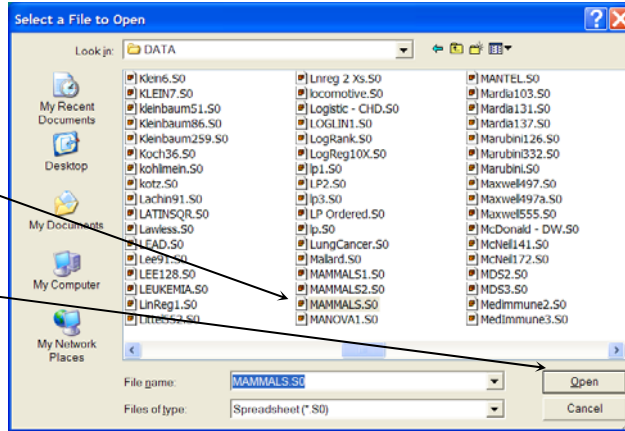 Select a File to Open
Look in: DATA
My Recent Documents
Desktop
My Documents
My Computer
My Network Places
Klein6.S0
KLEIN7.S0
kleinbaum51.S0
Kleinbaum86.S0
Kleinbaum259.S0
Koch36.S0
kohlmein.S0
kotz.S0
Lachin91.S0
LATINSQR.S0
Lawless.S0
LEAD.S0
Lee91.S0
LEE128.S0
LEUKEMIA.S0
LinReg1.S0
Littel552.S0
Lnreg 2 Xs.S0
locomotive.S0
Logistic - CHD.S0
LOGLIN1.S0
LogRank.S0
LogReg10X.S0
lp1.S0
LP2.S0
lp3.S0
LP Ordered.S0
lp.S0
LungCancer.S0
Malard.S0
MAMMALS1.S0
MAMMALS2.S0
MAMMALS.S0
MANOVA1.S0
MANTEL.S0
Mardia103.S0
Mardia131.S0
Mardia137.S0
Marubini126.S0
Marubini332.S0
Marubini.S0
Maxwell497.S0
Maxwell497a.S0
Maxwell555.S0
McDonald - DW.S0
McNeil141.S0
McNeil172.S0
MDS2.S0
MDS3.S0
MedImmune2.S0
MedImmune3.S0
File name: MAMMALS.S0 Open
Files of type: Spreadsheet (*.S0) Cancel